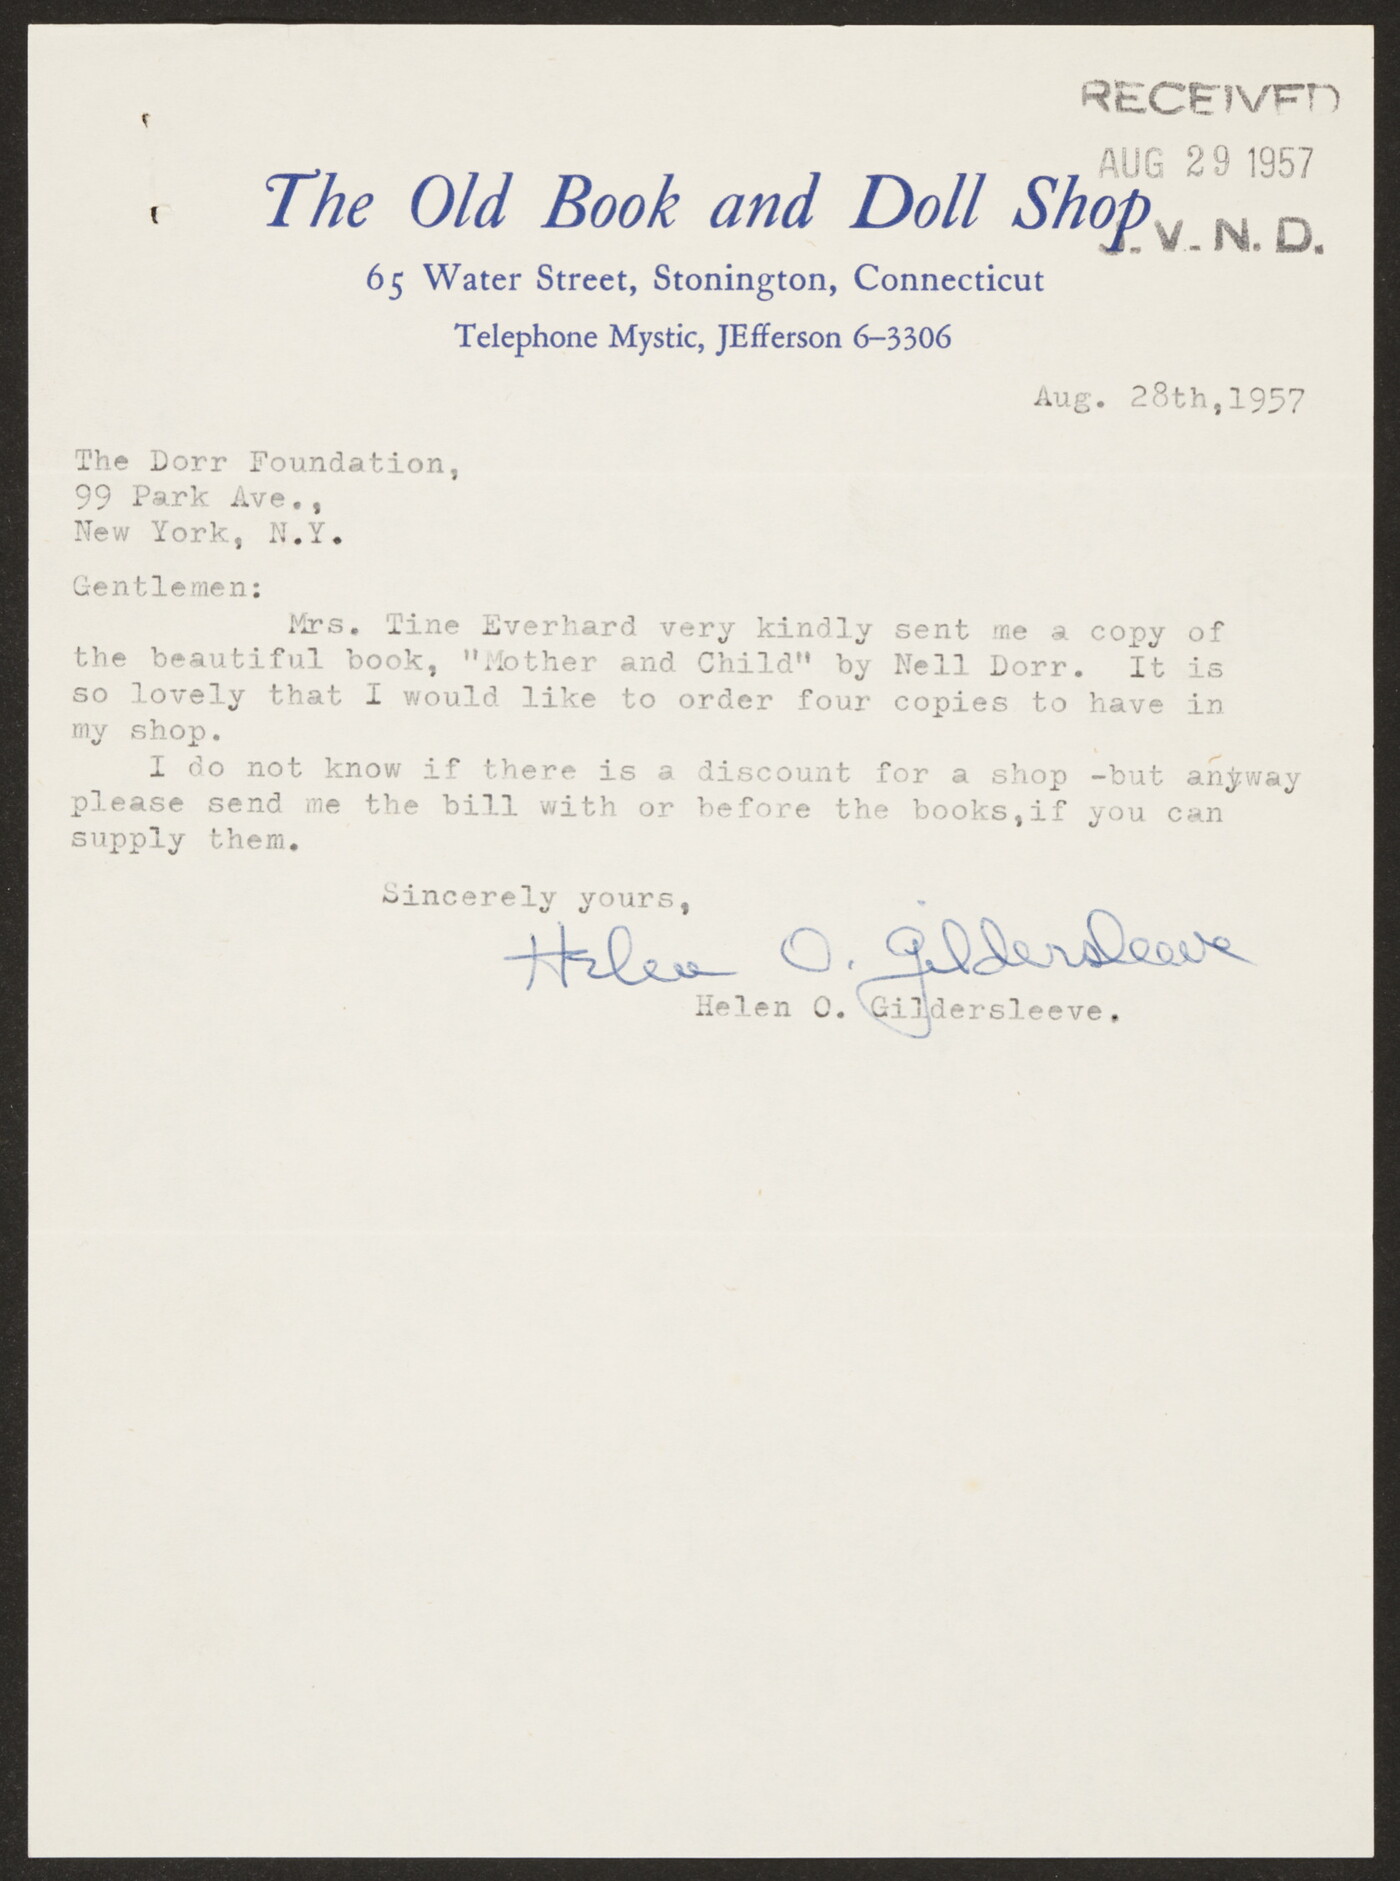 RECEIVED
AUG 29 1957
J. V. N. D.
The Old Book and Doll Shop
65 Water Street, Stonington, Connecticut
Telephone Mystic, JEfferson 6–3306
Aug. 28th,1957
The Dorr Foundation,
99 Park Ave.,
New York, N.Y.
Gentlemen:
Mrs. Tine Everhard very kindly sent me a copy of
the beautiful book, "Mother and Child" by Nell Dorr. It is
so lovely that I would like to order four copies to have in
my shop.
I do not know if there is a discount for a shop -but anyway
please send me the bill with or before the books,if you can
supply them.
Sincerely yours,
Helen O. Gildersleeve
Helen O. Gildersleeve.